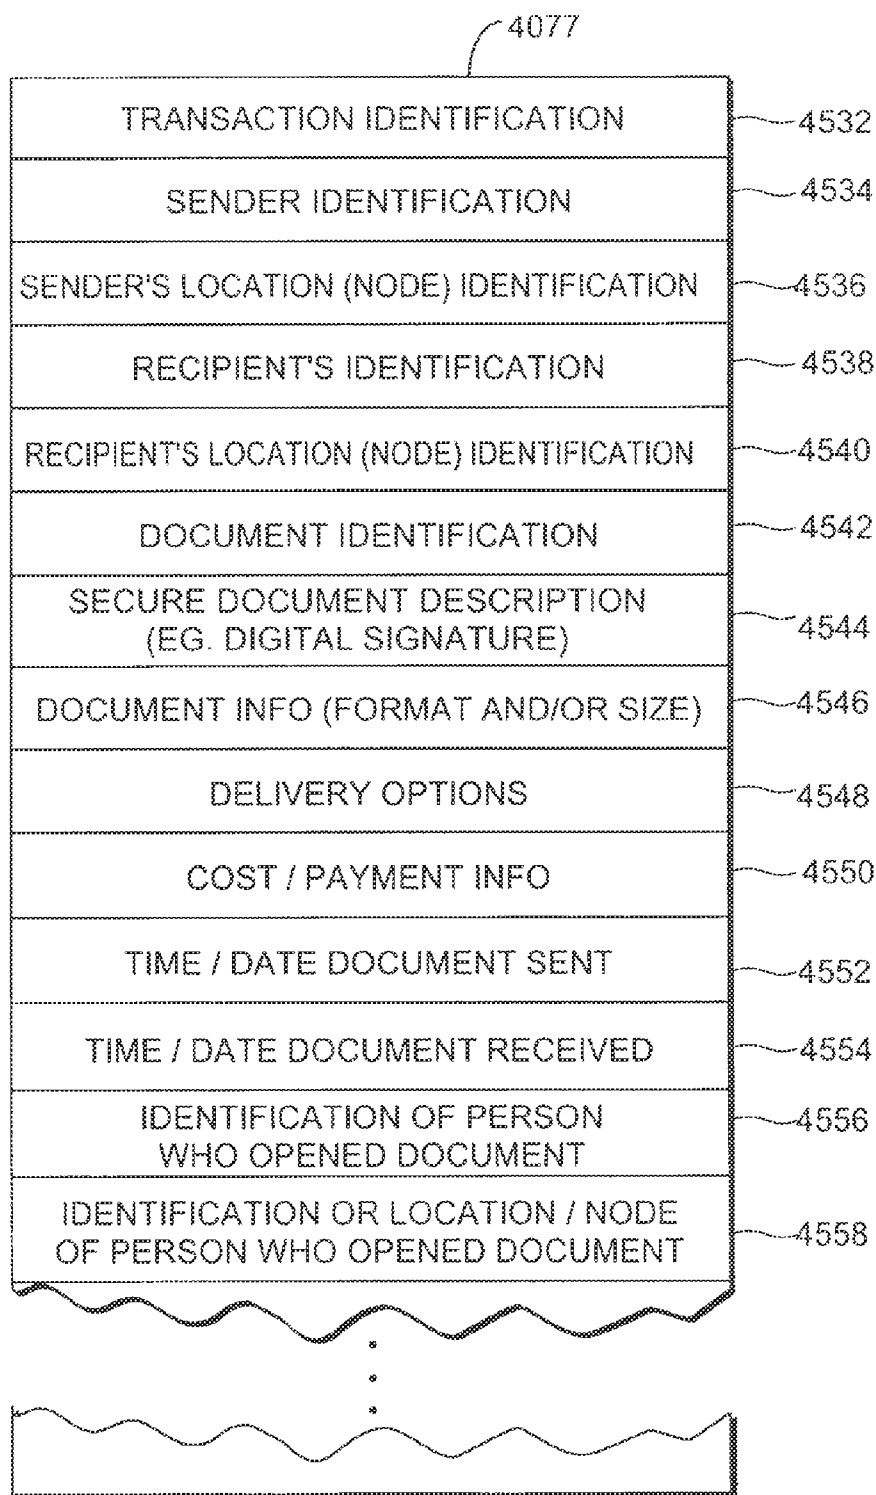 4077
TRANSACTION IDENTIFICATION
4532
SENDER IDENTIFICATION
4534
SENDER'S LOCATION (NODE) IDENTIFICATION
4536
RECIPIENT'S IDENTIFICATION
4538
RECIPIENT'S LOCATION (NODE) IDENTIFICATION
4540
DOCUMENT IDENTIFICATION
4542
SECURE DOCUMENT DESCRIPTION
(EG. DIGITAL SIGNATURE)
4544
DOCUMENT INFO (FORMAT AND/OR SIZE)
4546
DELIVERY OPTIONS
4548
COST / PAYMENT INFO
4550
TIME / DATE DOCUMENT SENT
4552
TIME / DATE DOCUMENT RECEIVED
4554
IDENTIFICATION OF PERSON
WHO OPENED DOCUMENT
4556
IDENTIFICATION OR LOCATION / NODE
OF PERSON WHO OPENED DOCUMENT
4558